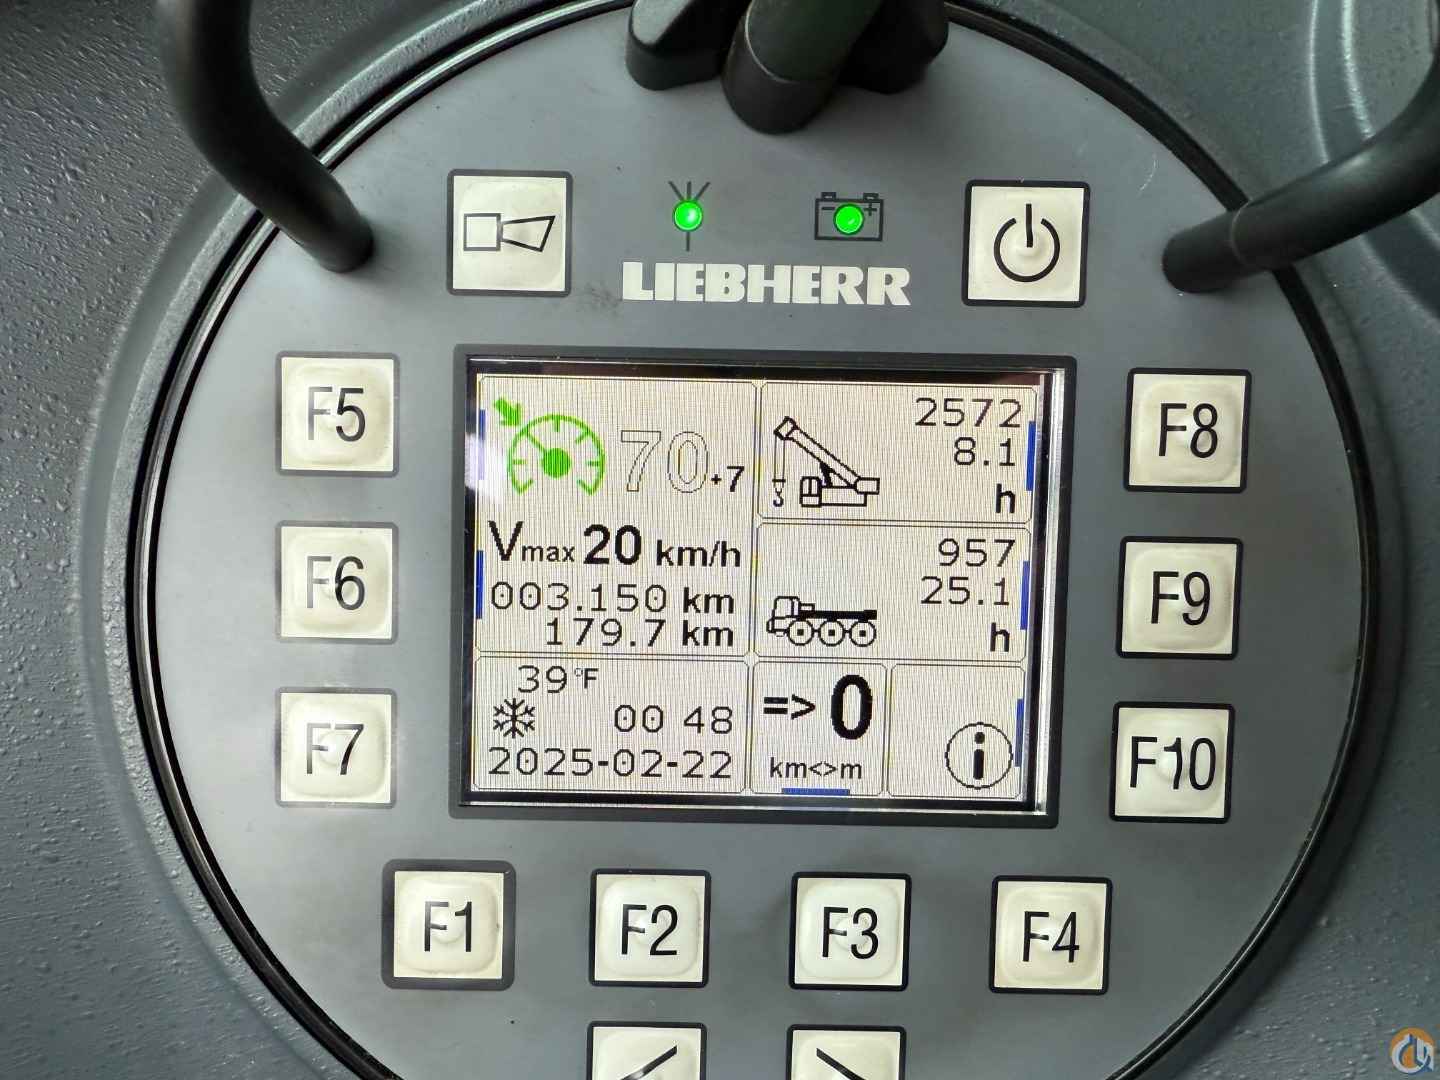 LIEBHERR
F5
F6
F7
F8
F9
F10
70+7
Vmax 20 km/h
003.150 km
179.7 km
2572
8.1
h
957
25.1
h
39°F
00 48
2025-02-22
=> 0
km<>m
i
F1
F2
F3
F4